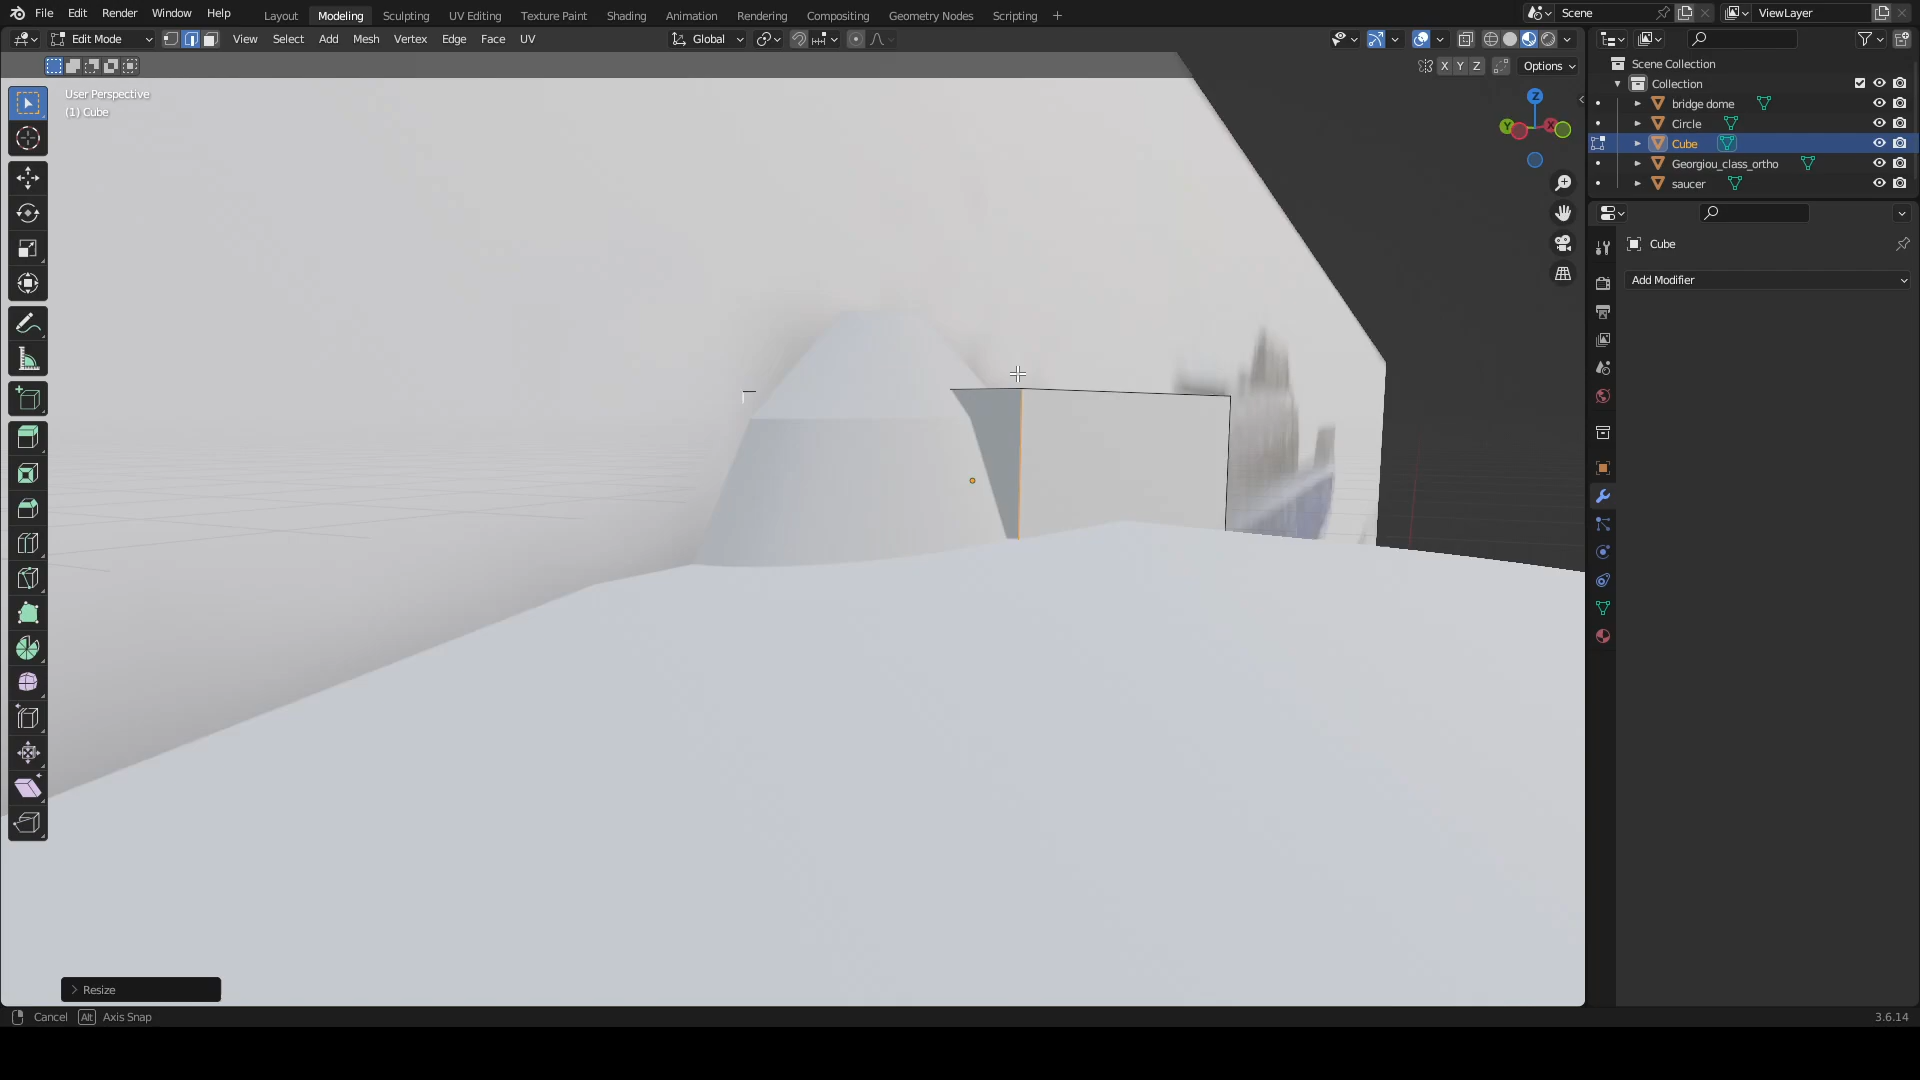 File Edit Render Window Help Layout Modeling Sculpting UV Editing Texture Paint Shading Animation Rendering Compositing Geometry Nodes Scripting + Scene ViewLayer
Edit Mode View Select Add Mesh Vertex Edge Face UV Global
X Y Z Options
User Perspective
(1) Cube
Z
Y X
Scene Collection
Collection
bridge dome
Circle
Cube
Georgiou_class_ortho
saucer
Cube
Add Modifier
Resize
Cancel Alt Axis Snap 3.6.14